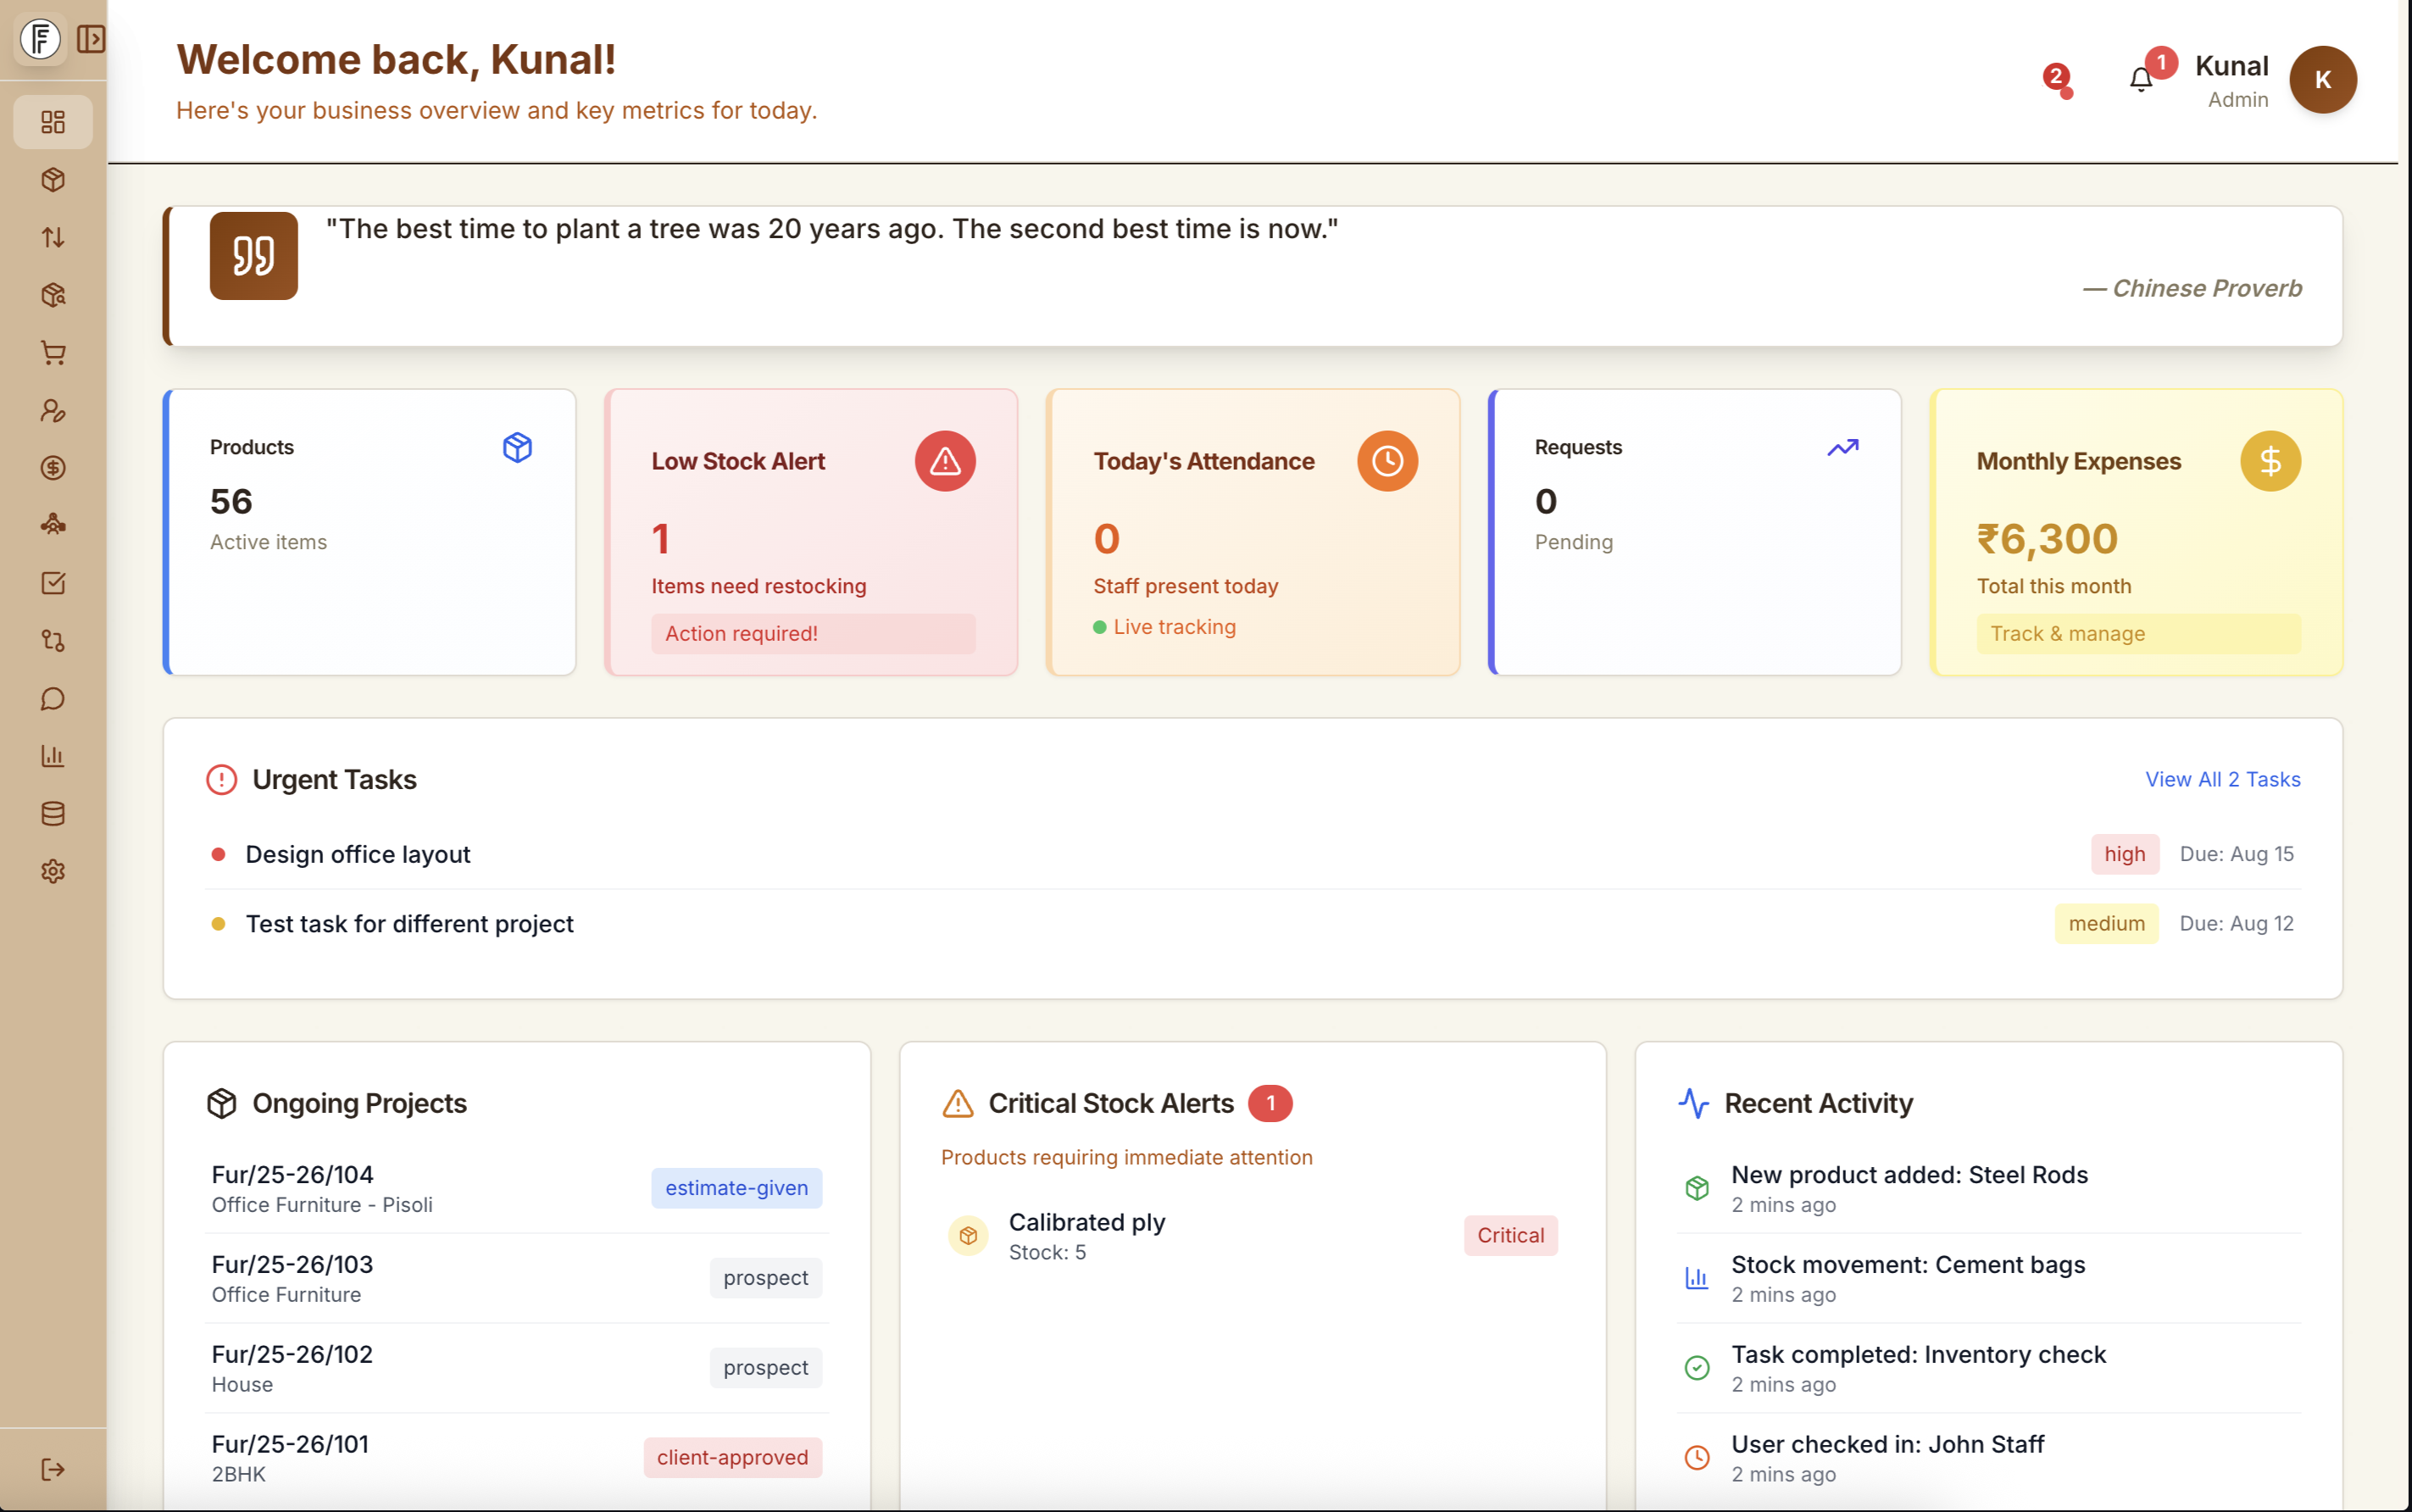 F
Welcome back, Kunal!
Here's your business overview and key metrics for today.
2
1
Kunal
Admin
K
"The best time to plant a tree was 20 years ago. The second best time is now."
— Chinese Proverb
Products
56
Active items
Low Stock Alert
1
Items need restocking
Action required!
Today's Attendance
0
Staff present today
Live tracking
Requests
0
Pending
Monthly Expenses
₹6,300
Total this month
Track & manage
Urgent Tasks
View All 2 Tasks
Design office layout
high
Due: Aug 15
Test task for different project
medium
Due: Aug 12
Ongoing Projects
Fur/25-26/104
Office Furniture - Pisoli
estimate-given
Fur/25-26/103
Office Furniture
prospect
Fur/25-26/102
House
prospect
Fur/25-26/101
2BHK
client-approved
Critical Stock Alerts 1
Products requiring immediate attention
Calibrated ply
Stock: 5
Critical
Recent Activity
New product added: Steel Rods
2 mins ago
Stock movement: Cement bags
2 mins ago
Task completed: Inventory check
2 mins ago
User checked in: John Staff
2 mins ago